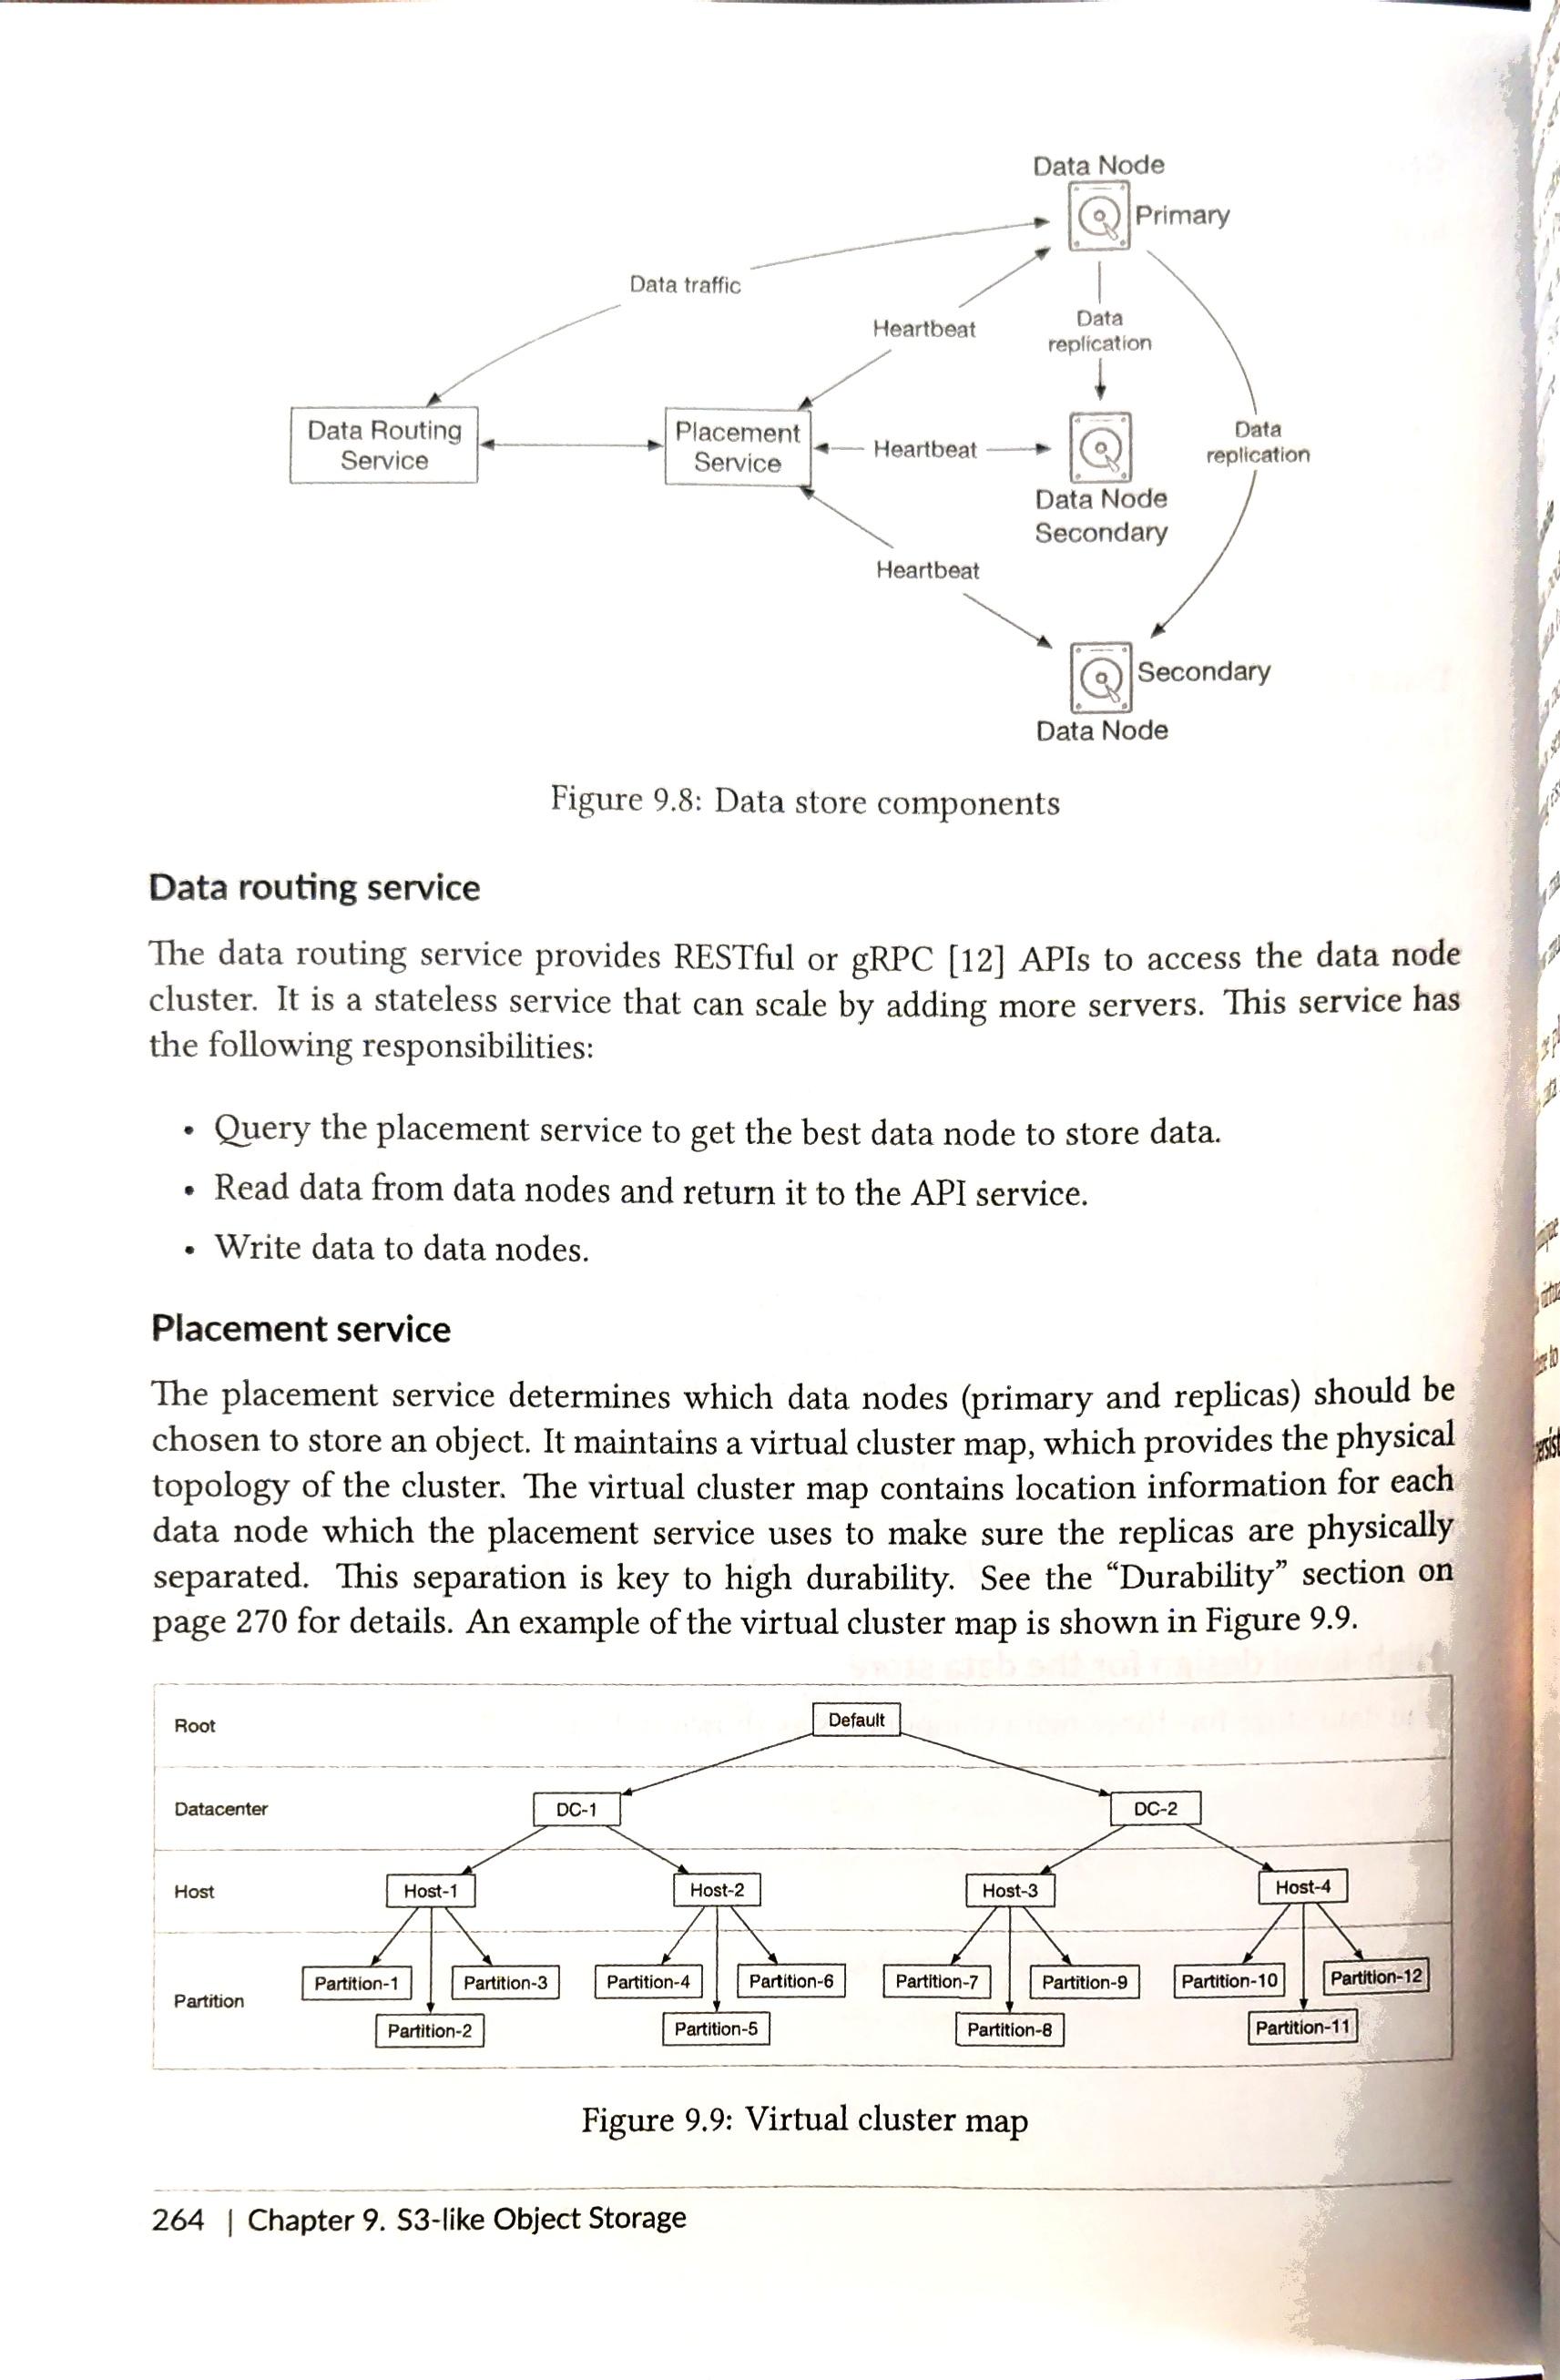 Data Node
Primary
Data traffic
Heartbeat
Data
replication
Data Routing
Service
Placement
Service
Heartbeat
Data
replication
Data Node
Secondary
Heartbeat
Secondary
Data Node
Figure 9.8: Data store components
Data routing service
The data routing service provides RESTful or gRPC [12] APIs to access the data node
cluster. It is a stateless service that can scale by adding more servers. This service has
the following responsibilities:
• Query the placement service to get the best data node to store data.
• Read data from data nodes and return it to the API service.
• Write data to data nodes.
Placement service
The placement service determines which data nodes (primary and replicas) should be
chosen to store an object. It maintains a virtual cluster map, which provides the physical
topology of the cluster. The virtual cluster map contains location information for each
data node which the placement service uses to make sure the replicas are physically
separated. This separation is key to high durability. See the “Durability” section on
page 270 for details. An example of the virtual cluster map is shown in Figure 9.9.
Root
Default
Datacenter
DC-1
DC-2
Host
Host-1
Host-2
Host-3
Host-4
Partition
Partition-1
Partition-3
Partition-4
Partition-6
Partition-7
Partition-9
Partition-10
Partition-12
Partition-2
Partition-5
Partition-8
Partition-11
Figure 9.9: Virtual cluster map
264 | Chapter 9. S3-like Object Storage